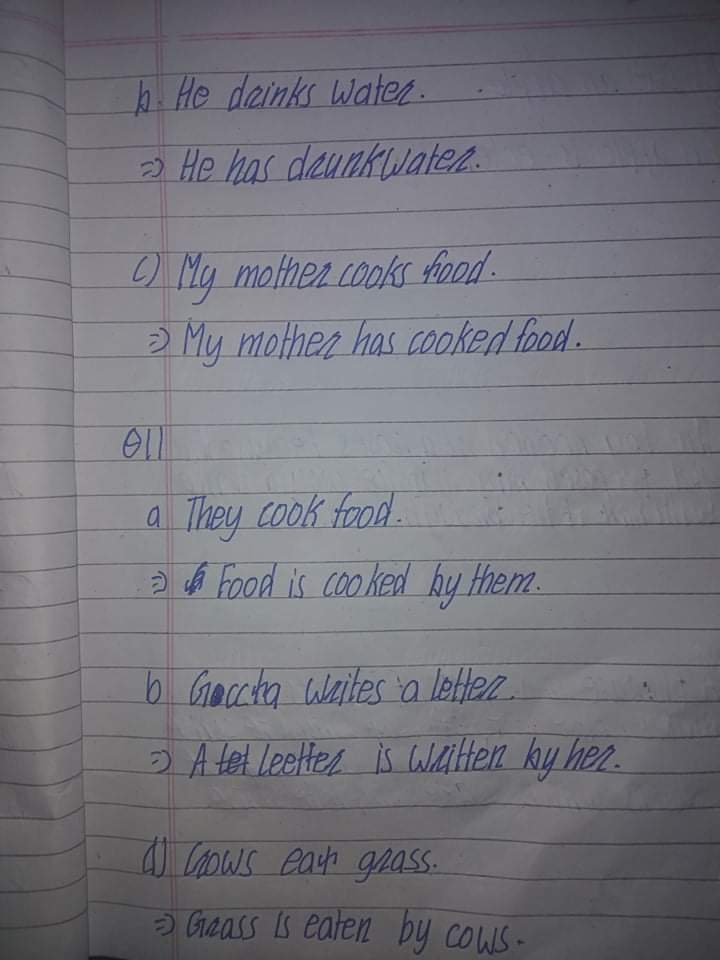 b. He drinks water.
=> He has drunk water.
c) My mother cooks food.
=> My mother has cooked food.
Q11
a They cook food.
=> Food is cooked by them.
b writes a letter.
=> A tet Leetter is written by her.
d) Cows eat grass.
=> Grass is eaten by cows.